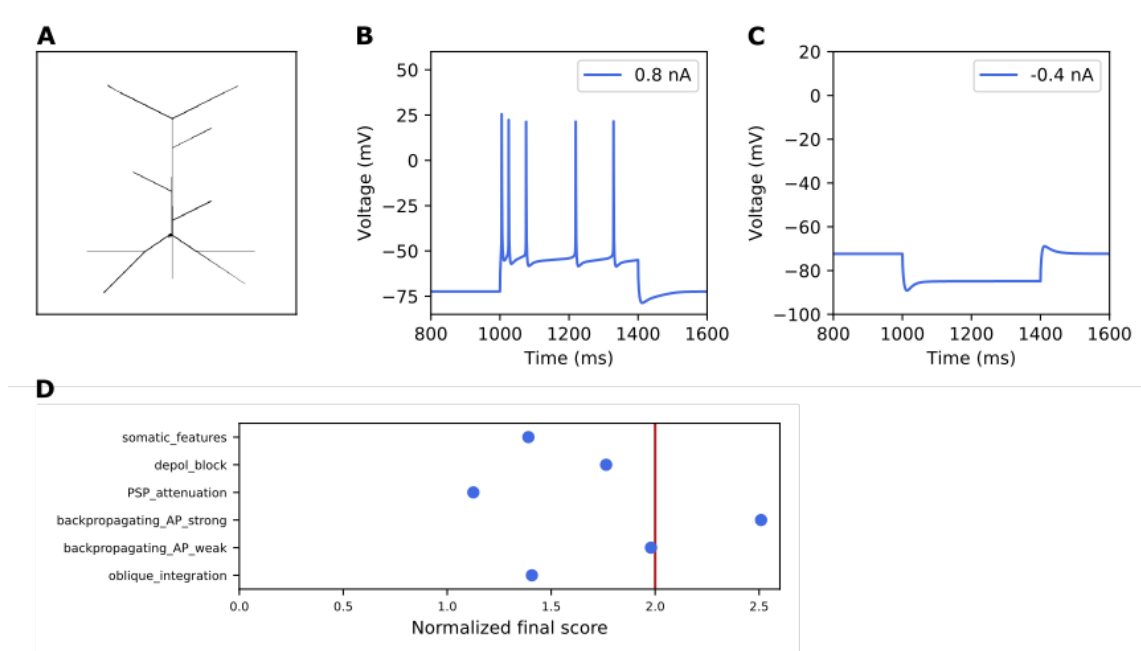 A
B
50
25
0
−25
−50
−75
Voltage (mV)
0.8 nA
800 1000 1200 1400 1600
Time (ms)
C
20
0
−20
−40
−60
−80
−100
Voltage (mV)
-0.4 nA
800 1000 1200 1400 1600
Time (ms)
D
somatic_features
depol_block
PSP_attenuation
backpropagating_AP_strong
backpropagating_AP_weak
oblique_integration
0.0 0.5 1.0 1.5 2.0 2.5
Normalized final score